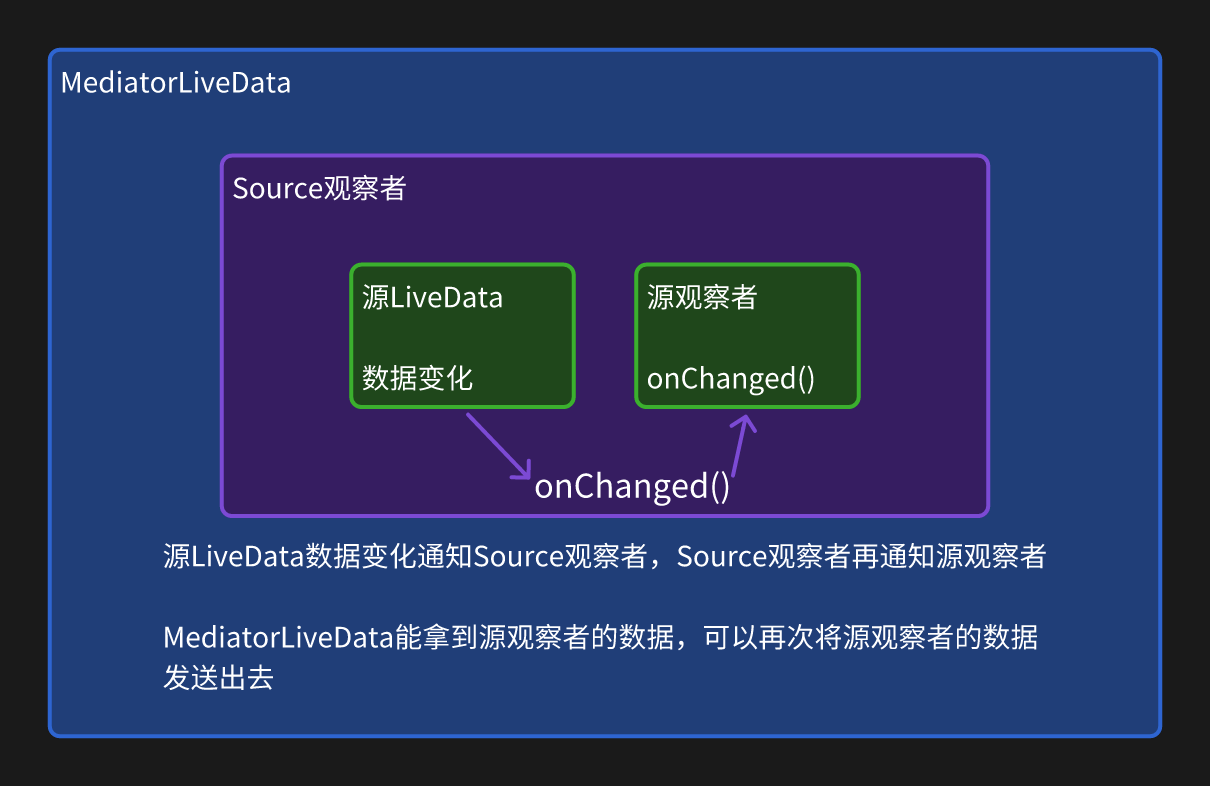 MediatorLiveData
Source观察者
源LiveData
数据变化
源观察者
onChanged()
onChanged()
源LiveData数据变化通知Source观察者，Source观察者再通知源观察者
MediatorLiveData能拿到源观察者的数据，可以再次将源观察者的数据
发送出去